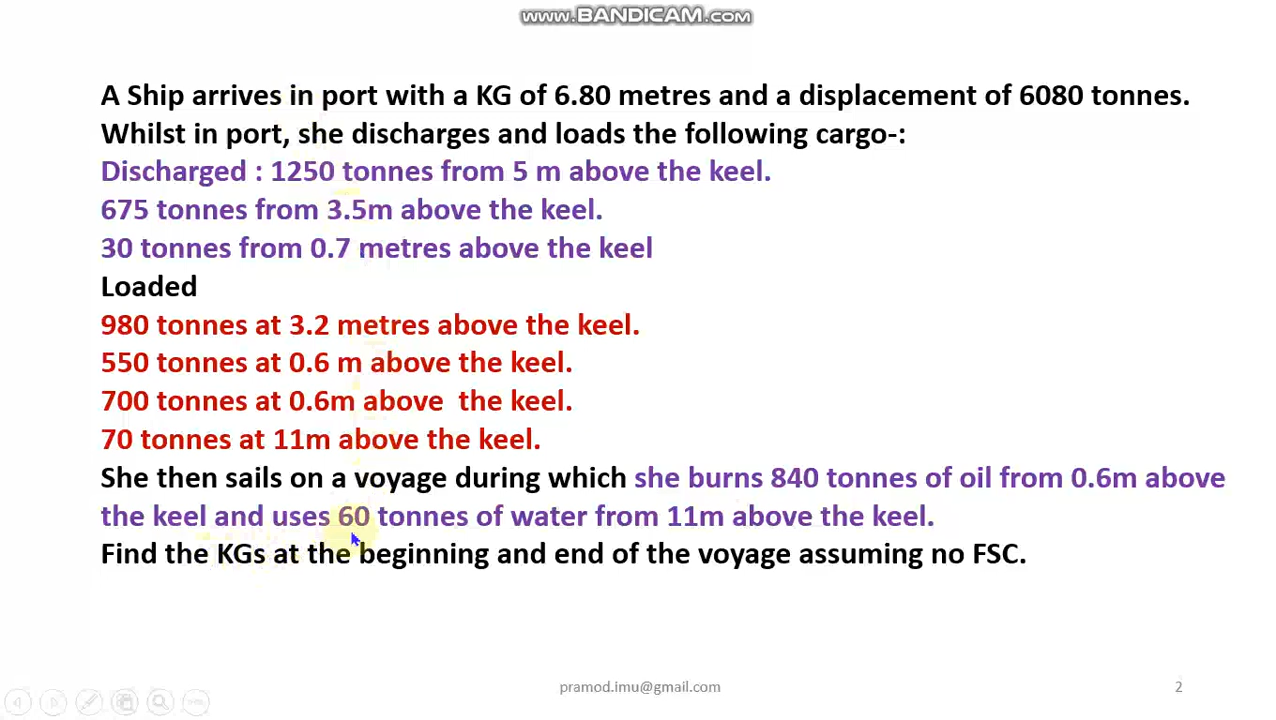 www.BANDICAM.com
A Ship arrives in port with a KG of 6.80 metres and a displacement of 6080 tonnes.
Whilst in port, she discharges and loads the following cargo-:
Discharged : 1250 tonnes from 5 m above the keel.
675 tonnes from 3.5m above the keel.
30 tonnes from 0.7 metres above the keel
Loaded
980 tonnes at 3.2 metres above the keel.
550 tonnes at 0.6 m above the keel.
700 tonnes at 0.6m above the keel.
70 tonnes at 11m above the keel.
She then sails on a voyage during which she burns 840 tonnes of oil from 0.6m above
the keel and uses 60 tonnes of water from 11m above the keel.
Find the KGs at the beginning and end of the voyage assuming no FSC.
pramod.imu@gmail.com
2